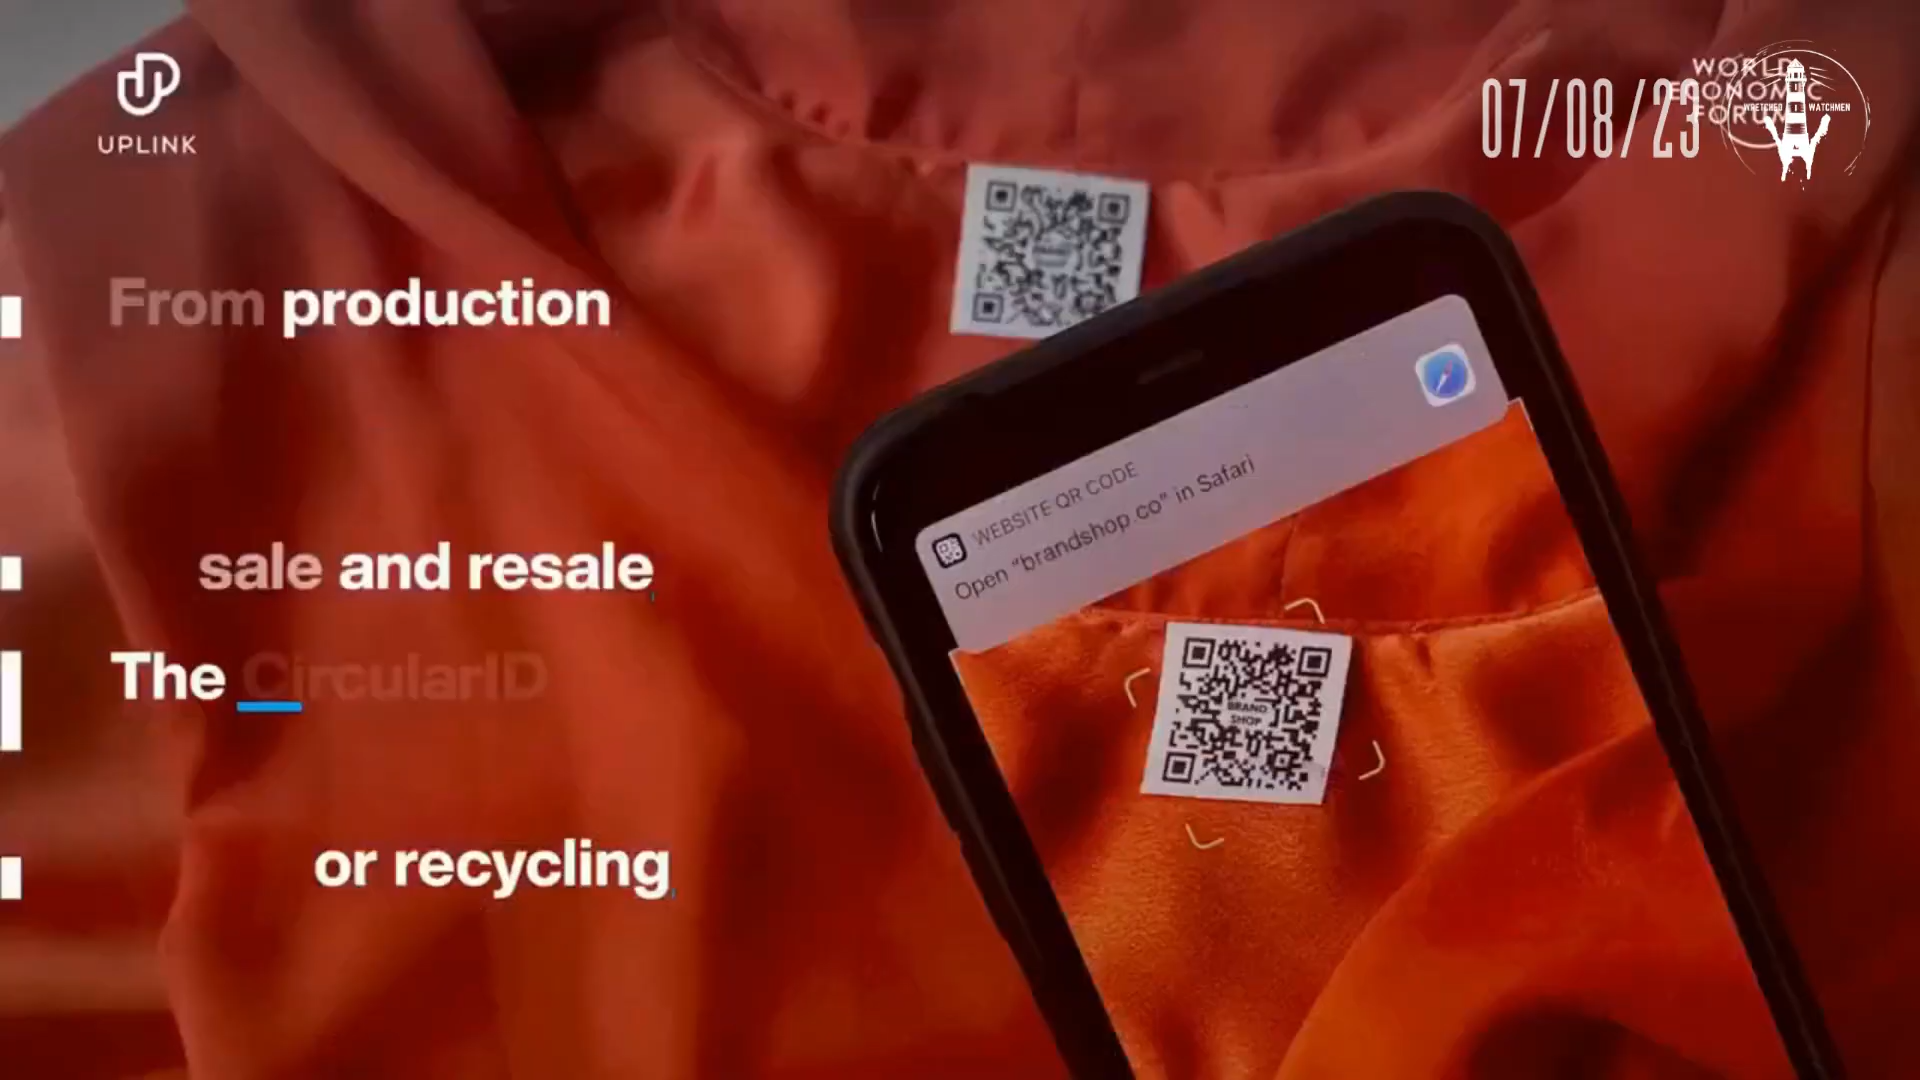 UPLINK
07/08/23
WORLD
ECONOMIC
FORUM
WRETCHED WATCHMEN
From production
WEBSITE QR CODE
Open “brandshop.co” in Safari
sale and resale
The CircularID
BRAND
SHOP
or recycling